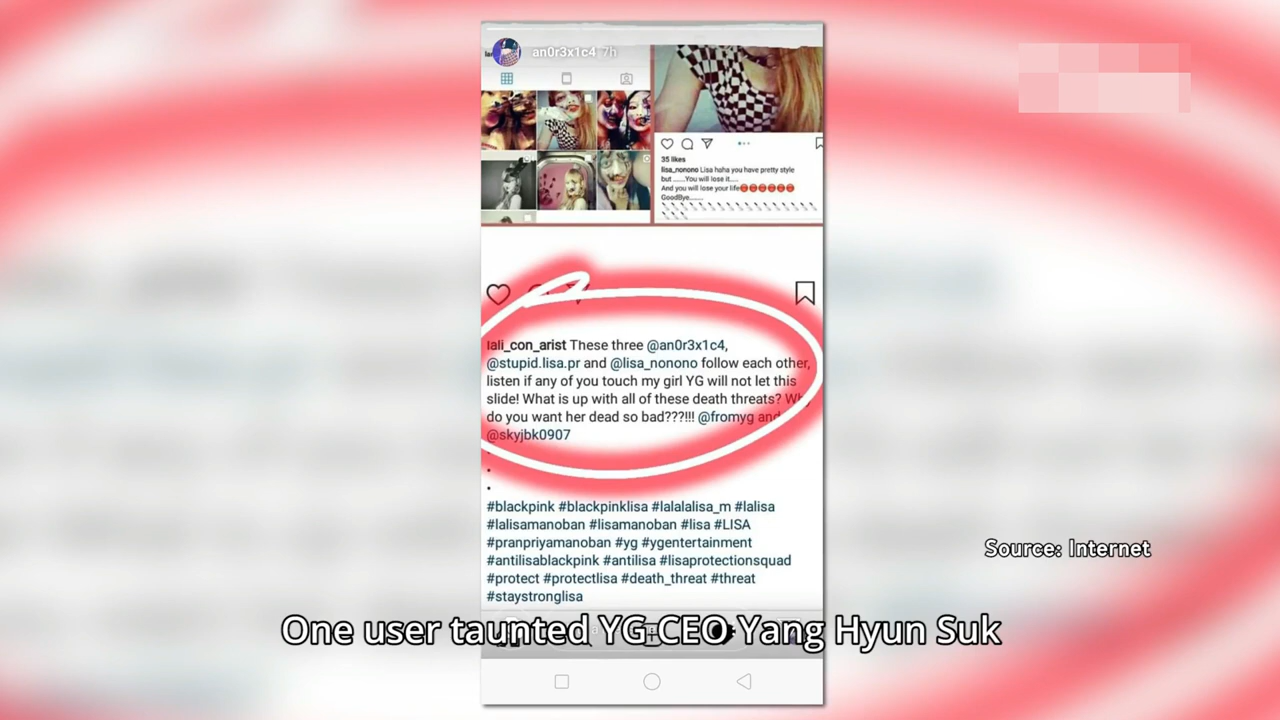 an0r3x1c4 7h
35 likes
lisa_nonono Lisa haha you have pretty style
but ........You will lose it.....
And you will lose your life
GoodBye........
lali_con_arist These three @an0r3x1c4,
@stupid.lisa.pr and @lisa_nonono follow each other,
listen if any of you touch my girl YG will not let this
slide! What is up with all of these death threats?
do you want her dead so bad???!!! @fromyg and
@skyjbk0907
.
.
#blackpink #blackpinklisa #lalalalisa_m #lalisa
#lalisamanoban #lisamanoban #lisa #LISA
#pranpriyamanoban #yg #ygentertainment
#antilisablackpink #antilisa #lisaprotectionsquad
#protect #protectlisa #death_threat #threat
#staystronglisa
Source: Internet
One user taunted YG CEO Yang Hyun Suk